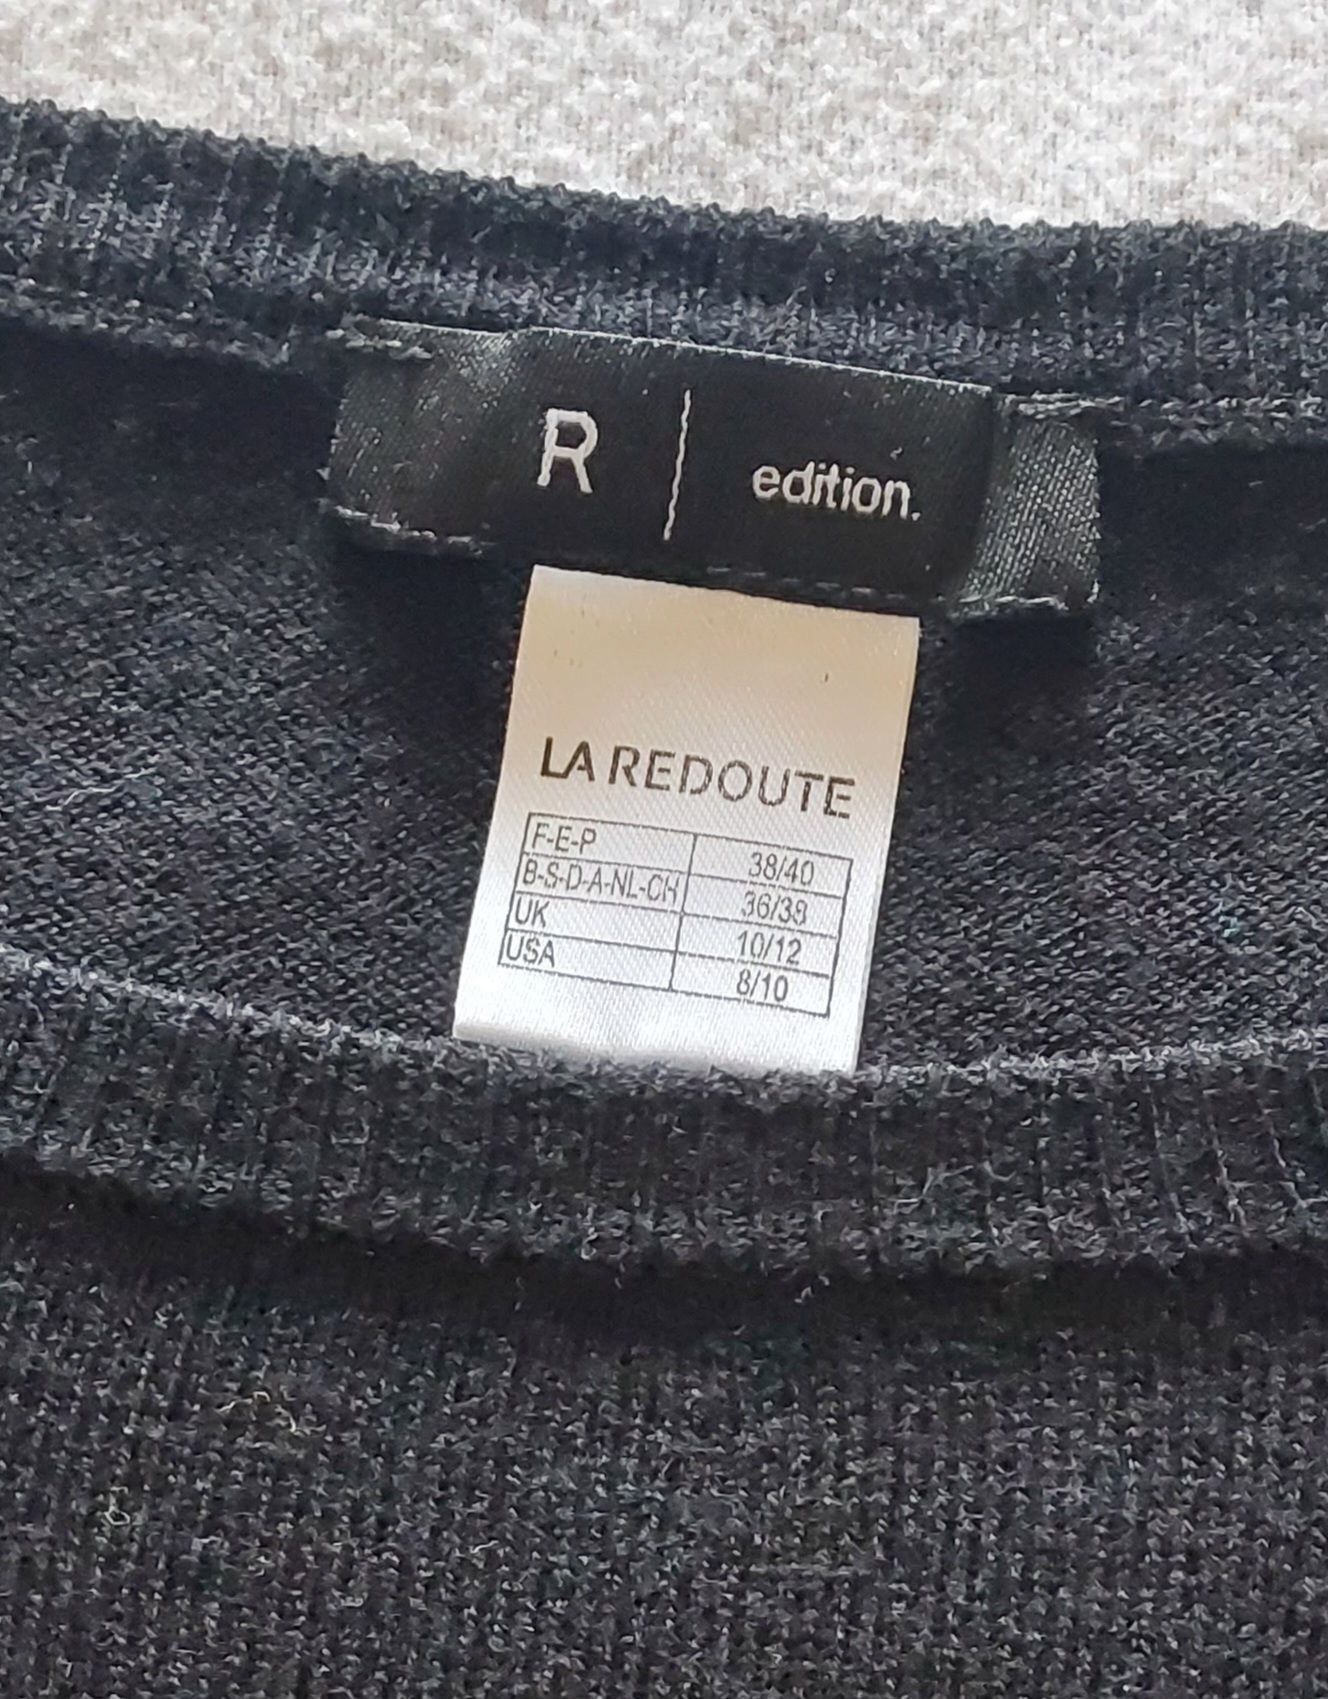 R | edition.
LA REDOUTE
F-E-P 38/40
B-S-D-A-NL-CH 36/38
UK 10/12
USA 8/10